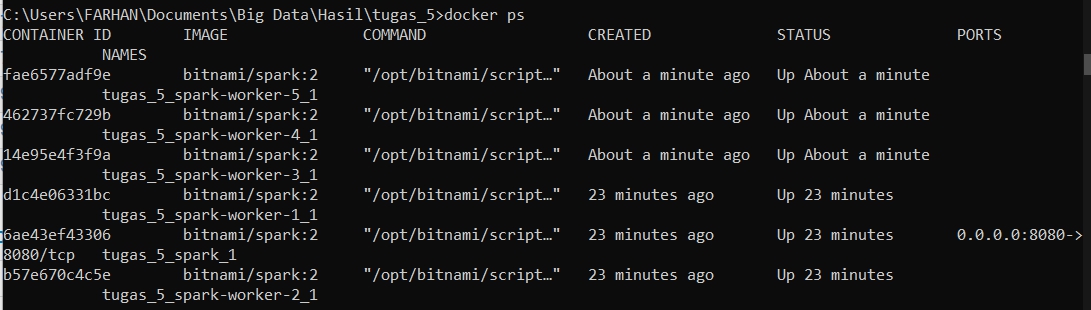 C:\Users\FARHAN\Documents\Big Data\Hasil\tugas_5>docker ps
CONTAINER ID        IMAGE               COMMAND                  CREATED             STATUS              PORTS
            NAMES
fae6577adf9e        bitnami/spark:2     "/opt/bitnami/script…"   About a minute ago   Up About a minute
            tugas_5_spark-worker-5_1
462737fc729b        bitnami/spark:2     "/opt/bitnami/script…"   About a minute ago   Up About a minute
            tugas_5_spark-worker-4_1
14e95e4f3f9a        bitnami/spark:2     "/opt/bitnami/script…"   About a minute ago   Up About a minute
            tugas_5_spark-worker-3_1
d1c4e06331bc        bitnami/spark:2     "/opt/bitnami/script…"   23 minutes ago      Up 23 minutes
            tugas_5_spark-worker-1_1
6ae43ef43306        bitnami/spark:2     "/opt/bitnami/script…"   23 minutes ago      Up 23 minutes       0.0.0.0:8080->
8080/tcp   tugas_5_spark_1
b57e670c4c5e        bitnami/spark:2     "/opt/bitnami/script…"   23 minutes ago      Up 23 minutes
            tugas_5_spark-worker-2_1